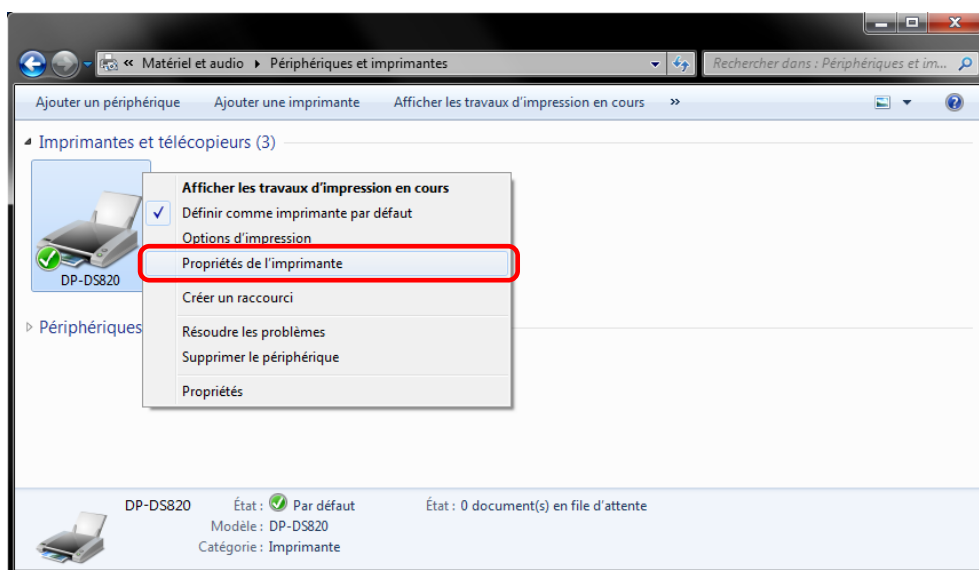 « Matériel et audio ▸ Périphériques et imprimantes
Rechercher dans : Périphériques et im...
Ajouter un périphérique Ajouter une imprimante Afficher les travaux d'impression en cours »
Imprimantes et télécopieurs (3)
DP-DS820
Afficher les travaux d'impression en cours
Définir comme imprimante par défaut
Options d'impression
Propriétés de l'imprimante
Créer un raccourci
Résoudre les problèmes
Supprimer le périphérique
Propriétés
Périphériques
DP-DS820 État : Par défaut État : 0 document(s) en file d'attente
Modèle : DP-DS820
Catégorie : Imprimante